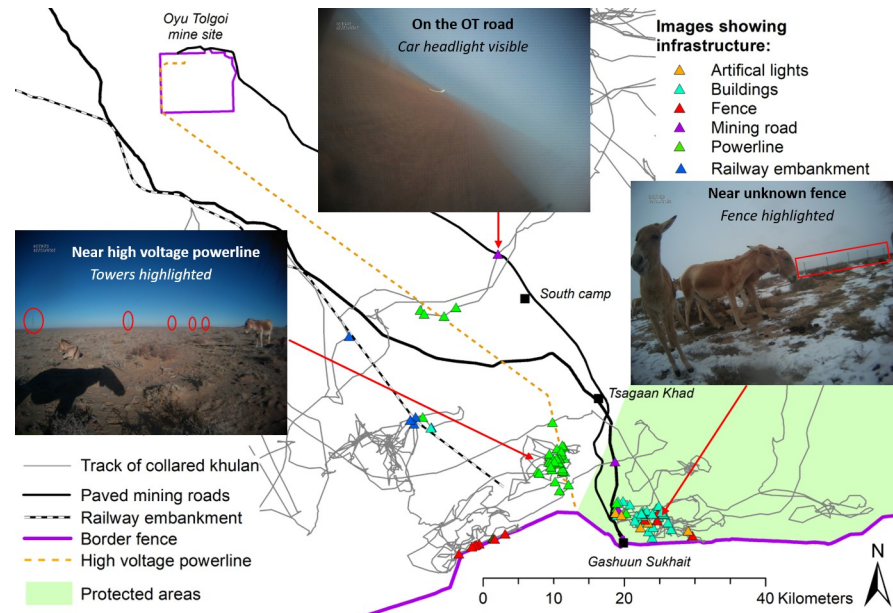 Oyu Tolgoi
mine site
On the OT road
Car headlight visible
Images showing
infrastructure:
Artifical lights
Buildings
Fence
Mining road
Powerline
Railway embankment
Near unknown fence
Fence highlighted
Near high voltage powerline
Towers highlighted
South camp
Tsagaan Khad
Track of collared khulan
Paved mining roads
Railway embankment
Border fence
High voltage powerline
Protected areas
Gashuun Sukhait
N
0 10 20 40 Kilometers